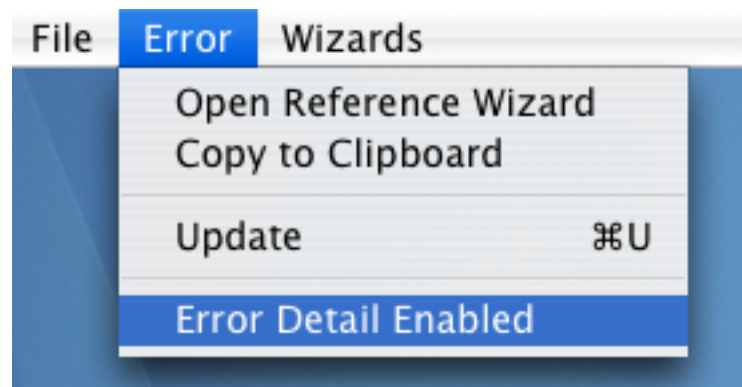 File Error Wizards
Open Reference Wizard
Copy to Clipboard
Update ⌘U
Error Detail Enabled